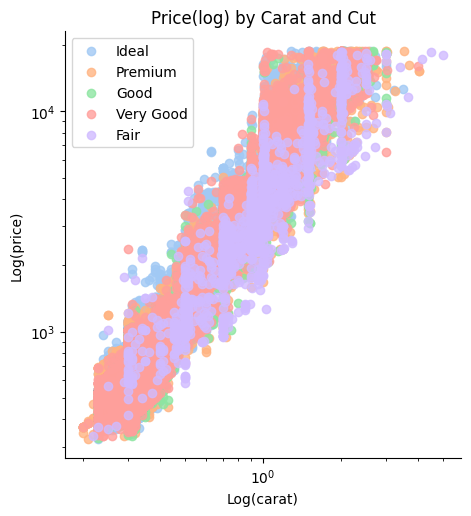 Price(log) by Carat and Cut
Ideal
Premium
Good
Very Good
Fair
10⁴
10³
Log(price)
10⁰
Log(carat)